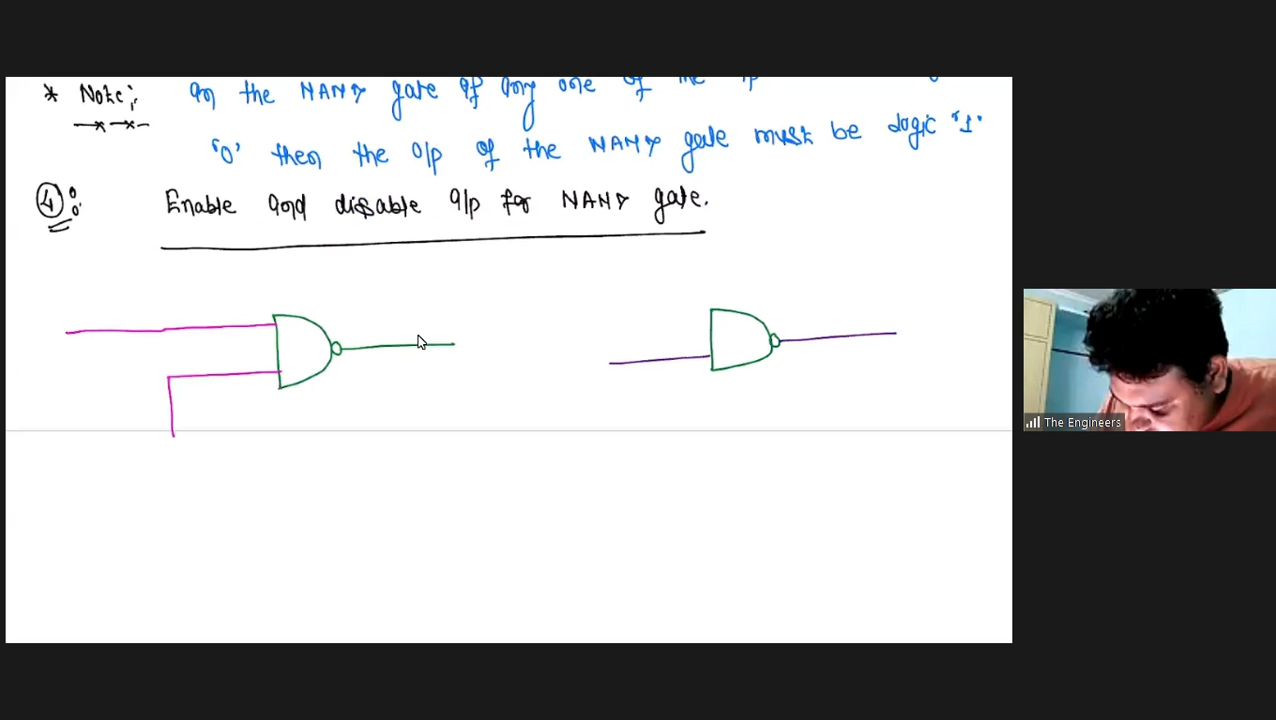 * Note:, In the NAND gate if any one of the i/p
"0" then the o/p of the NAND gate must be logic "1"
④: Enable and disable i/p for NAND gate.
The Engineers